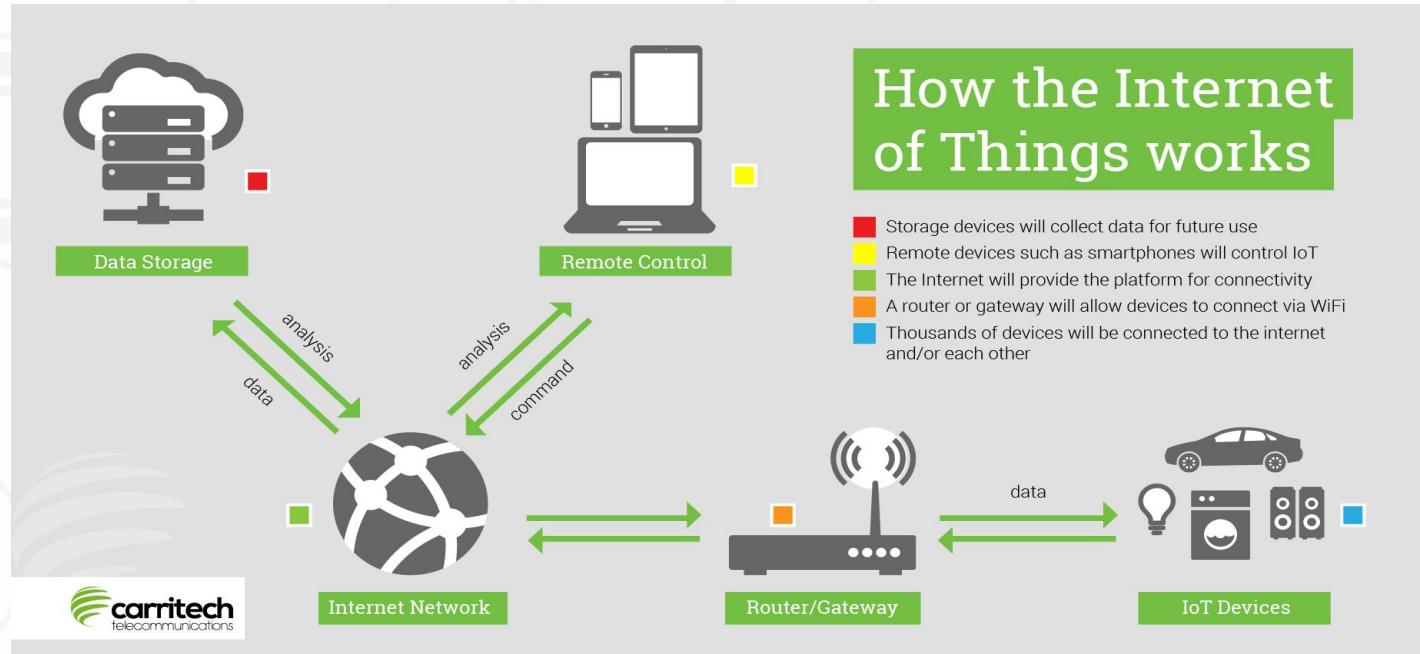 How the Internet
of Things works
Storage devices will collect data for future use
Remote devices such as smartphones will control IoT
The Internet will provide the platform for connectivity
A router or gateway will allow devices to connect via WiFi
Thousands of devices will be connected to the internet
and/or each other
Data Storage
Remote Control
analysis
data
analysis
command
data
Internet Network
Router/Gateway
IoT Devices
carritech
telecommunications